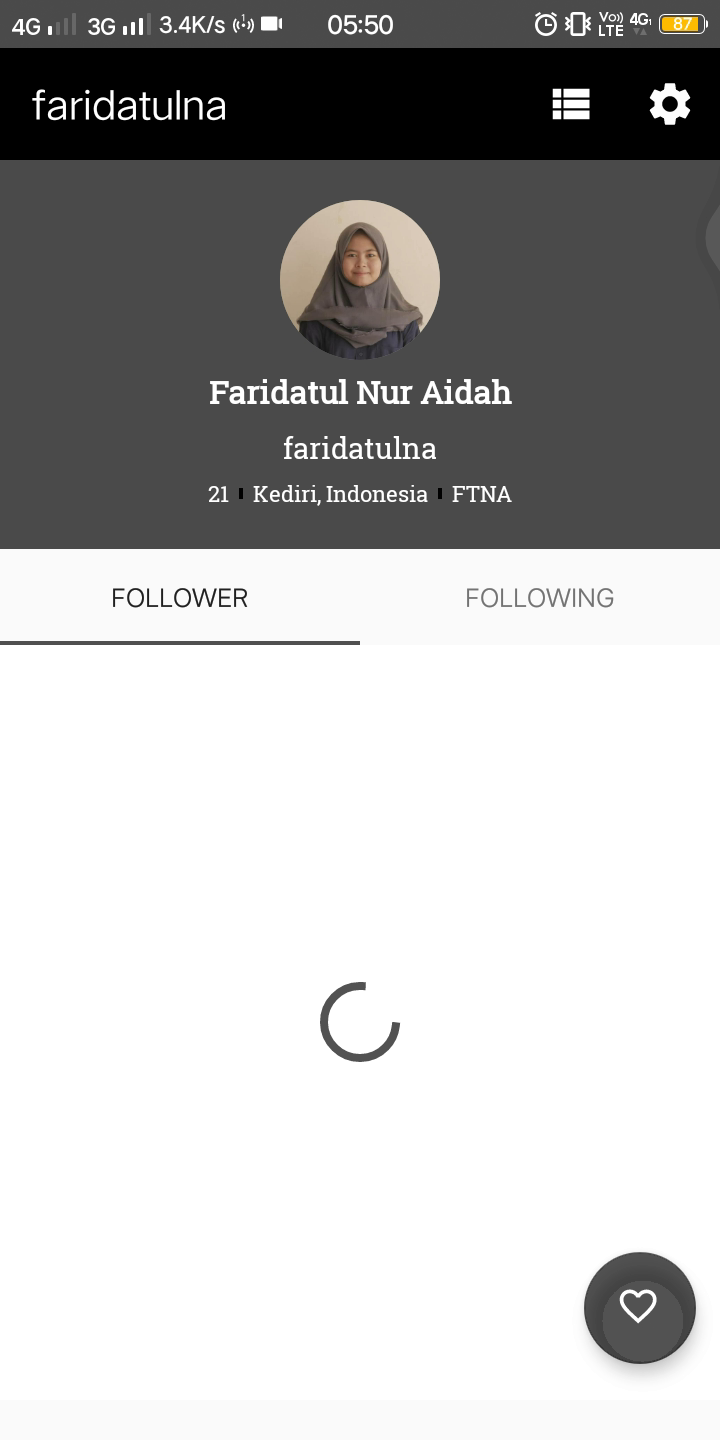 4G 3G 3.4K/s 05:50 Vo)) LTE 4G 87
faridatulna
Faridatul Nur Aidah
faridatulna
21 Kediri, Indonesia FTNA
FOLLOWER FOLLOWING